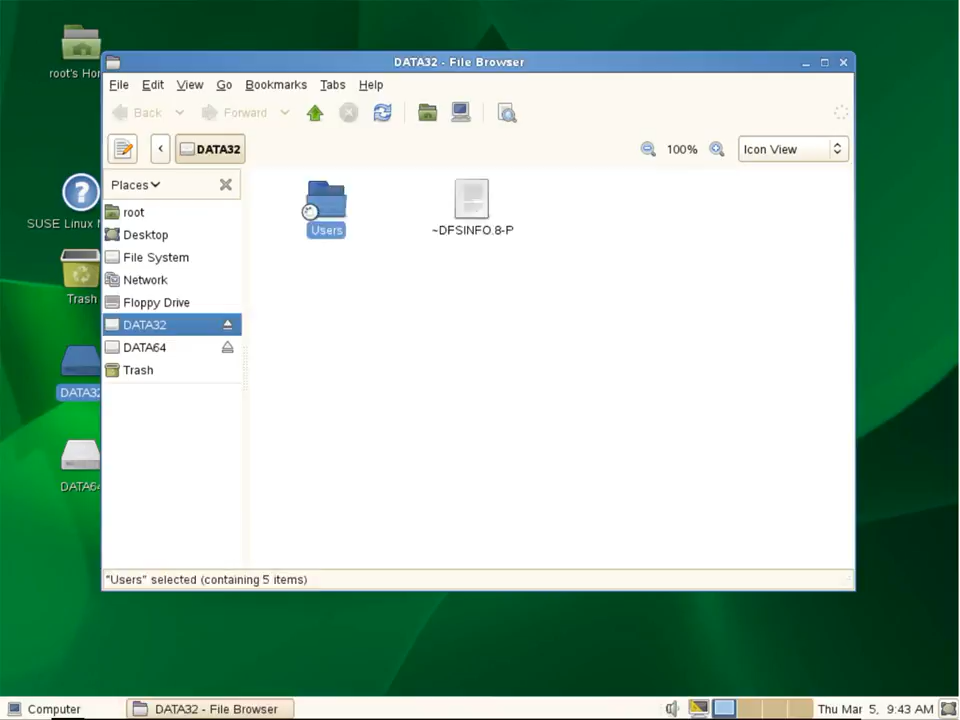 root's Ho
DATA32 - File Browser
File Edit View Go Bookmarks Tabs Help
Back Forward
DATA32
100%
Icon View
Places
root
Desktop
File System
Network
Floppy Drive
DATA32
DATA64
Trash
Users
~DFSINFO.8-P
SUSE Linux
Trash
DATA32
DATA64
"Users" selected (containing 5 items)
Computer
DATA32 - File Browser
Thu Mar 5, 9:43 AM